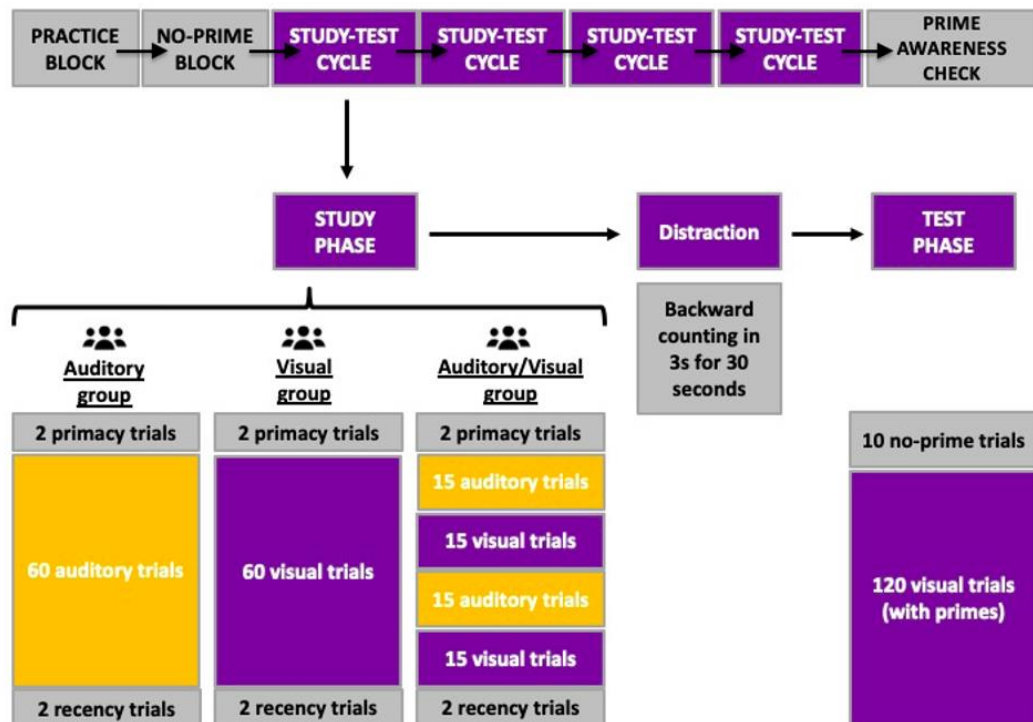 PRACTICE
BLOCK
NO-PRIME
BLOCK
STUDY-TEST
CYCLE
STUDY-TEST
CYCLE
STUDY-TEST
CYCLE
STUDY-TEST
CYCLE
PRIME
AWARENESS
CHECK
STUDY
PHASE
Distraction
TEST
PHASE
Backward
counting in
3s for 30
seconds
Auditory
group
Visual
group
Auditory/Visual
group
2 primacy trials
2 primacy trials
2 primacy trials
10 no-prime trials
60 auditory trials
60 visual trials
15 auditory trials
15 visual trials
15 auditory trials
15 visual trials
120 visual trials
(with primes)
2 recency trials
2 recency trials
2 recency trials